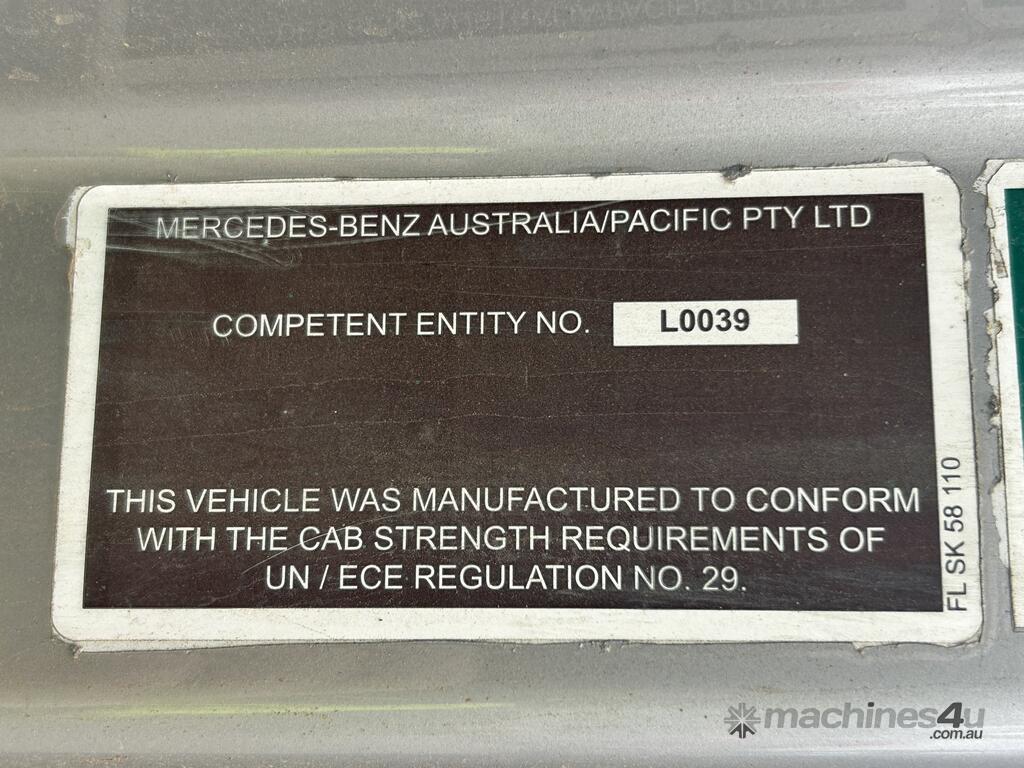 MERCEDES-BENZ AUSTRALIA/PACIFIC PTY LTD
COMPETENT ENTITY NO. L0039
THIS VEHICLE WAS MANUFACTURED TO CONFORM
WITH THE CAB STRENGTH REQUIREMENTS OF
UN / ECE REGULATION NO. 29.
FL SK 58 110
machines4u
.com.au